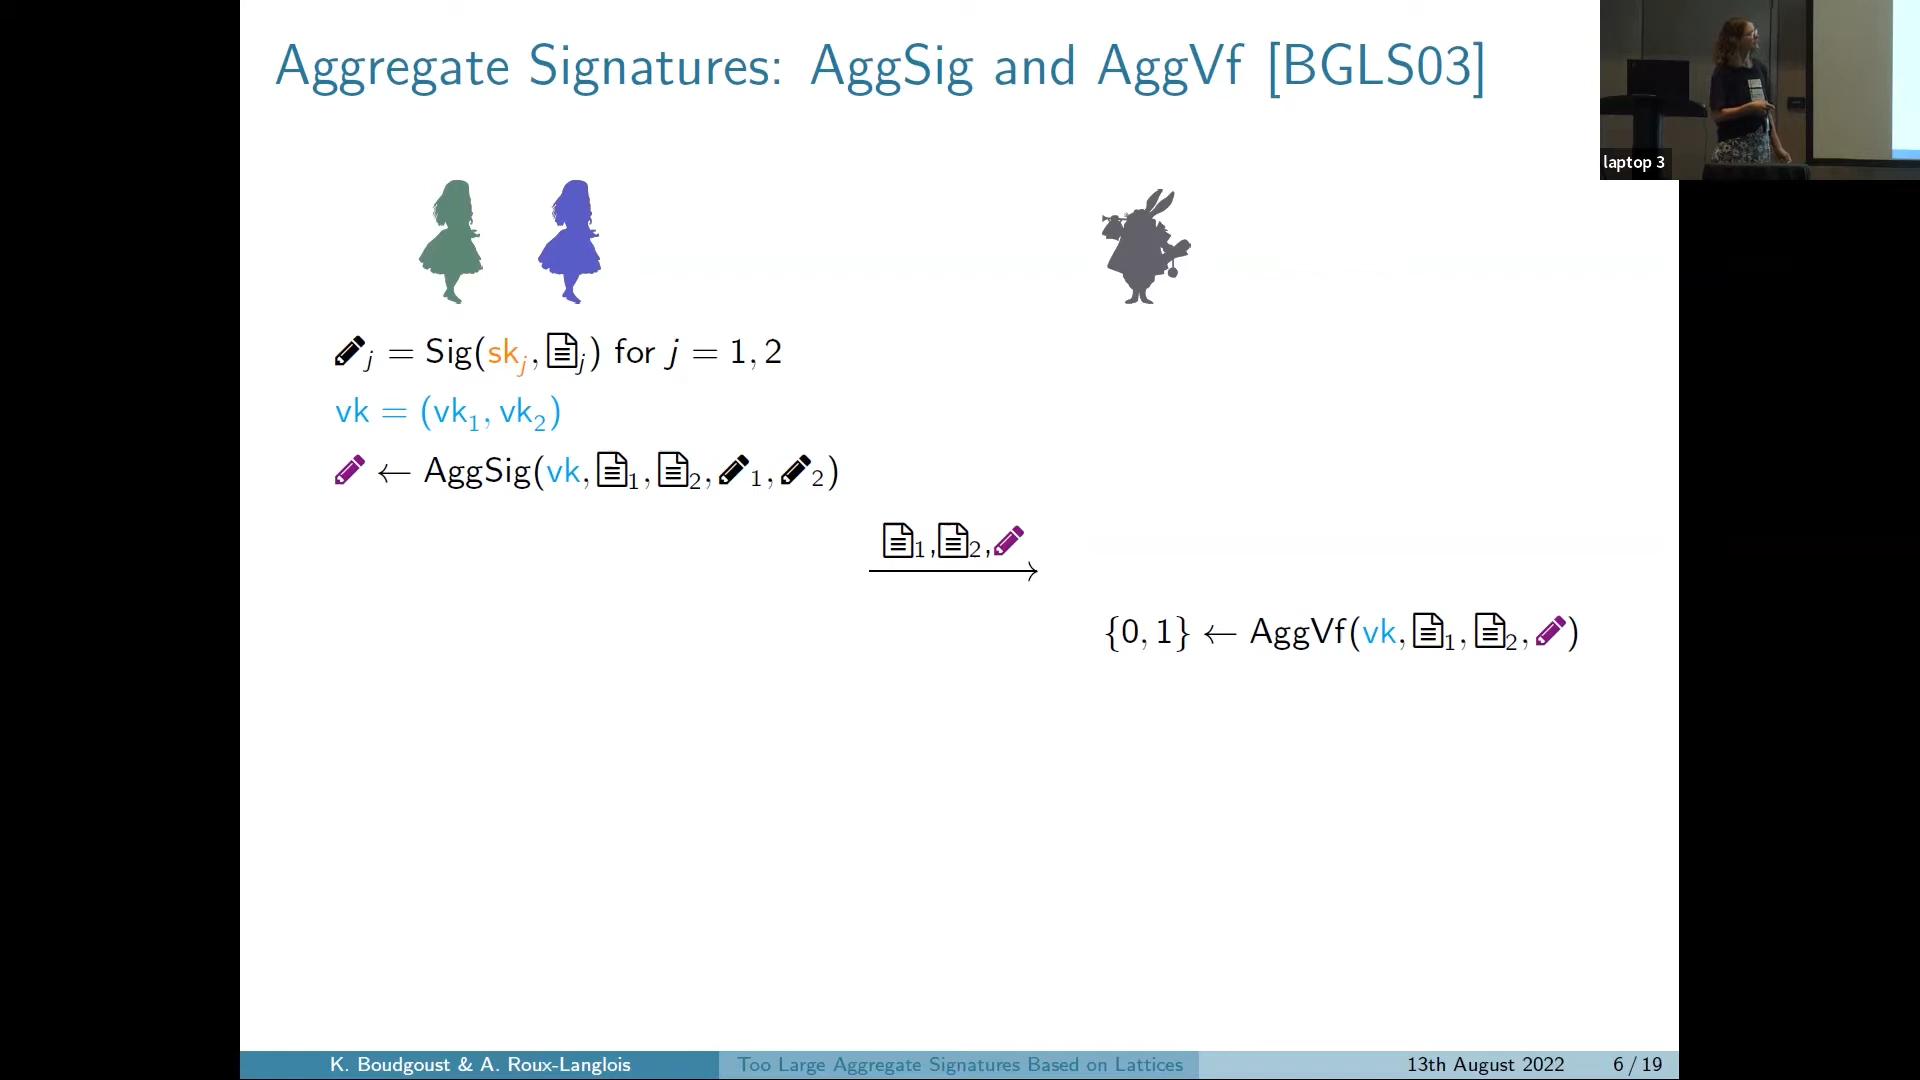 Aggregate Signatures: AggSig and AggVf [BGLS03]
laptop 3
j = Sig(skj, j) for j = 1, 2
vk = (vk1, vk2)
← AggSig(vk, 1, 2, 1, 2)
1, 2,
{0, 1} ← AggVf(vk, 1, 2, )
K. Boudgoust & A. Roux-Langlois
Too Large Aggregate Signatures Based on Lattices
13th August 2022
6 / 19